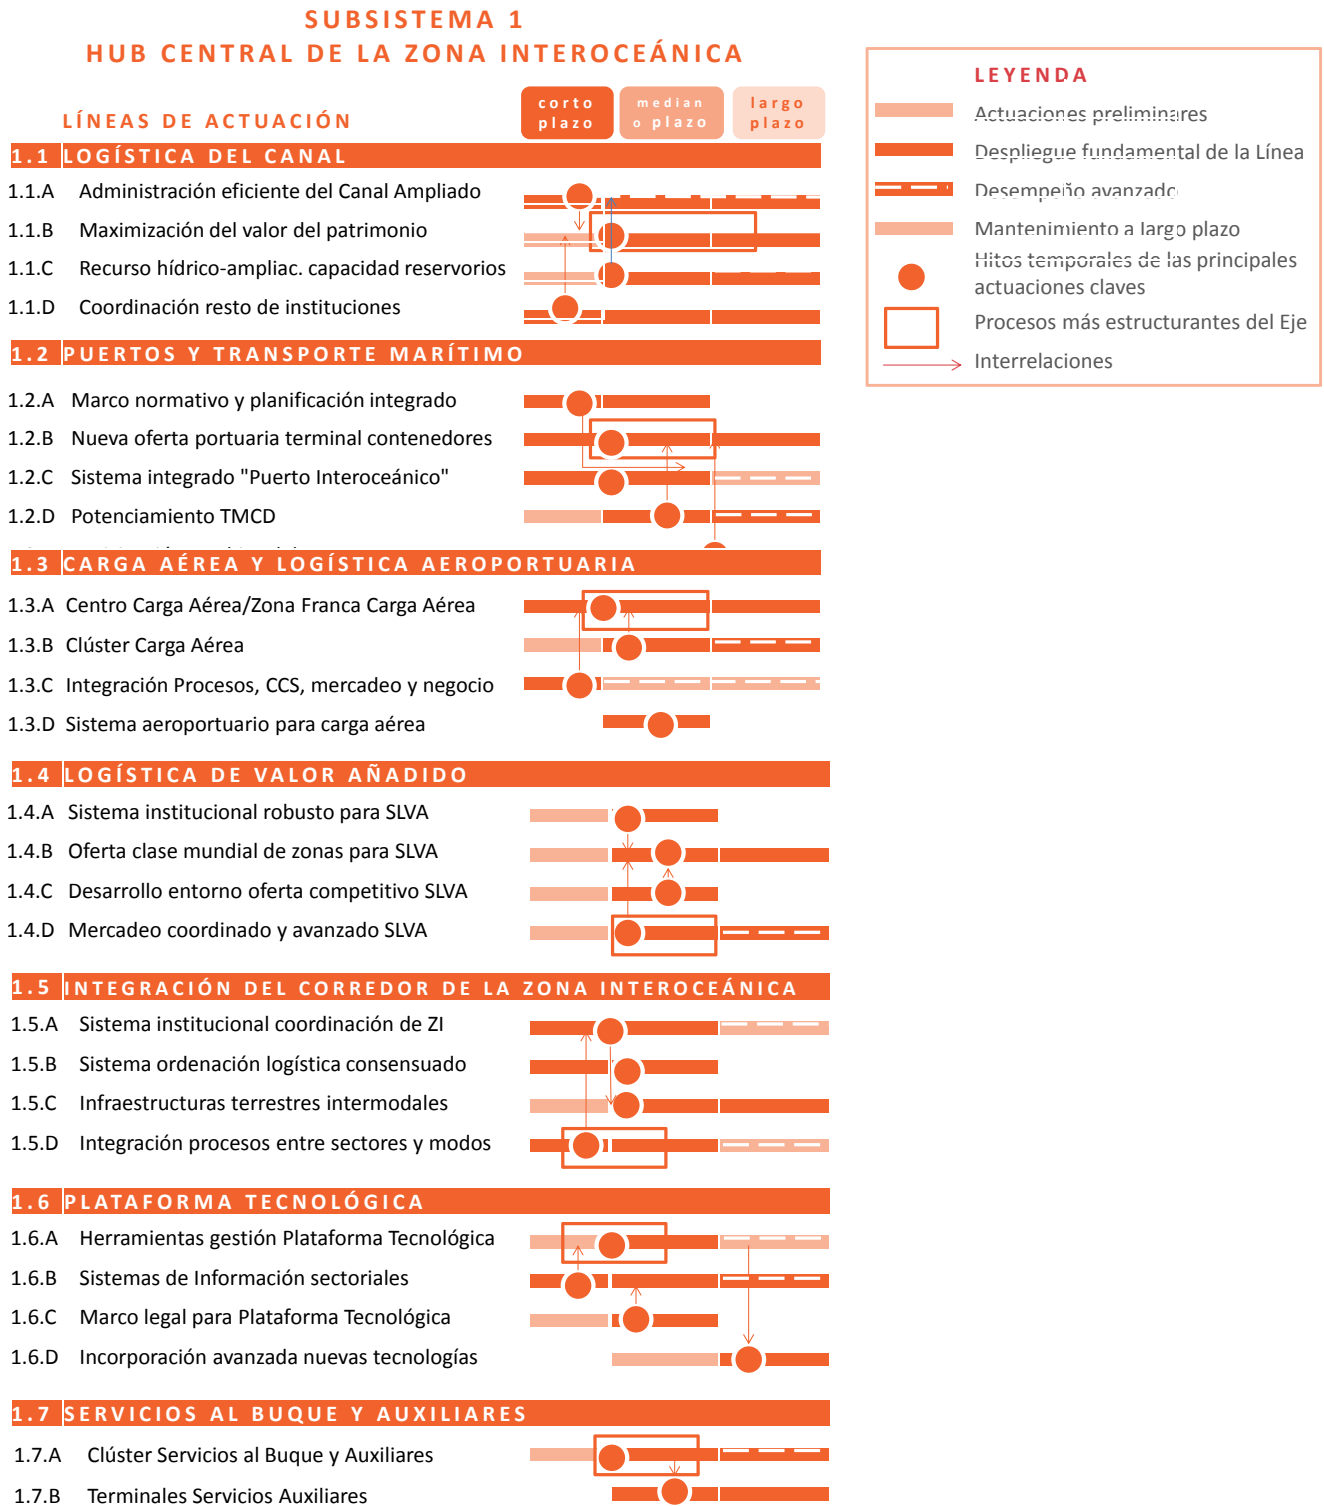 SUBSISTEMA 1
HUB CENTRAL DE LA ZONA INTEROCEÁNICA
LÍNEAS DE ACTUACIÓN
corto plazo
median
o plazo
largo plazo
1.1 LOGÍSTICA DEL CANAL
1.1.A Administración eficiente del Canal Ampliado
1.1.B Maximización del valor del patrimonio
1.1.C Recurso hídrico-ampliac. capacidad reservorios
1.1.D Coordinación resto de instituciones
1.2 PUERTOS Y TRANSPORTE MARÍTIMO
1.2.A Marco normativo y planificación integrado
1.2.B Nueva oferta portuaria terminal contenedores
1.2.C Sistema integrado "Puerto Interoceánico"
1.2.D Potenciamiento TMCD
1.3 CARGA AÉREA Y LOGÍSTICA AEROPORTUARIA
1.3.A Centro Carga Aérea/Zona Franca Carga Aérea
1.3.B Clúster Carga Aérea
1.3.C Integración Procesos, CCS, mercadeo y negocio
1.3.D Sistema aeroportuario para carga aérea
1.4 LOGÍSTICA DE VALOR AÑADIDO
1.4.A Sistema institucional robusto para SLVA
1.4.B Oferta clase mundial de zonas para SLVA
1.4.C Desarrollo entorno oferta competitivo SLVA
1.4.D Mercadeo coordinado y avanzado SLVA
1.5 INTEGRACIÓN DEL CORREDOR DE LA ZONA INTEROCEÁNICA
1.5.A Sistema institucional coordinación de ZI
1.5.B Sistema ordenación logística consensuado
1.5.C Infraestructuras terrestres intermodales
1.5.D Integración procesos entre sectores y modos
1.6 PLATAFORMA TECNOLÓGICA
1.6.A Herramientas gestión Plataforma Tecnológica
1.6.B Sistemas de Información sectoriales
1.6.C Marco legal para Plataforma Tecnológica
1.6.D Incorporación avanzada nuevas tecnologías
1.7 SERVICIOS AL BUQUE Y AUXILIARES
1.7.A Clúster Servicios al Buque y Auxiliares
1.7.B Terminales Servicios Auxiliares
LEYENDA
Actuaciones preliminares
Despliegue fundamental de la Línea
Desempeño avanzado
Mantenimiento a largo plazo
Hitos temporales de las principales
actuaciones claves
Procesos más estructurantes del Eje
Interrelaciones